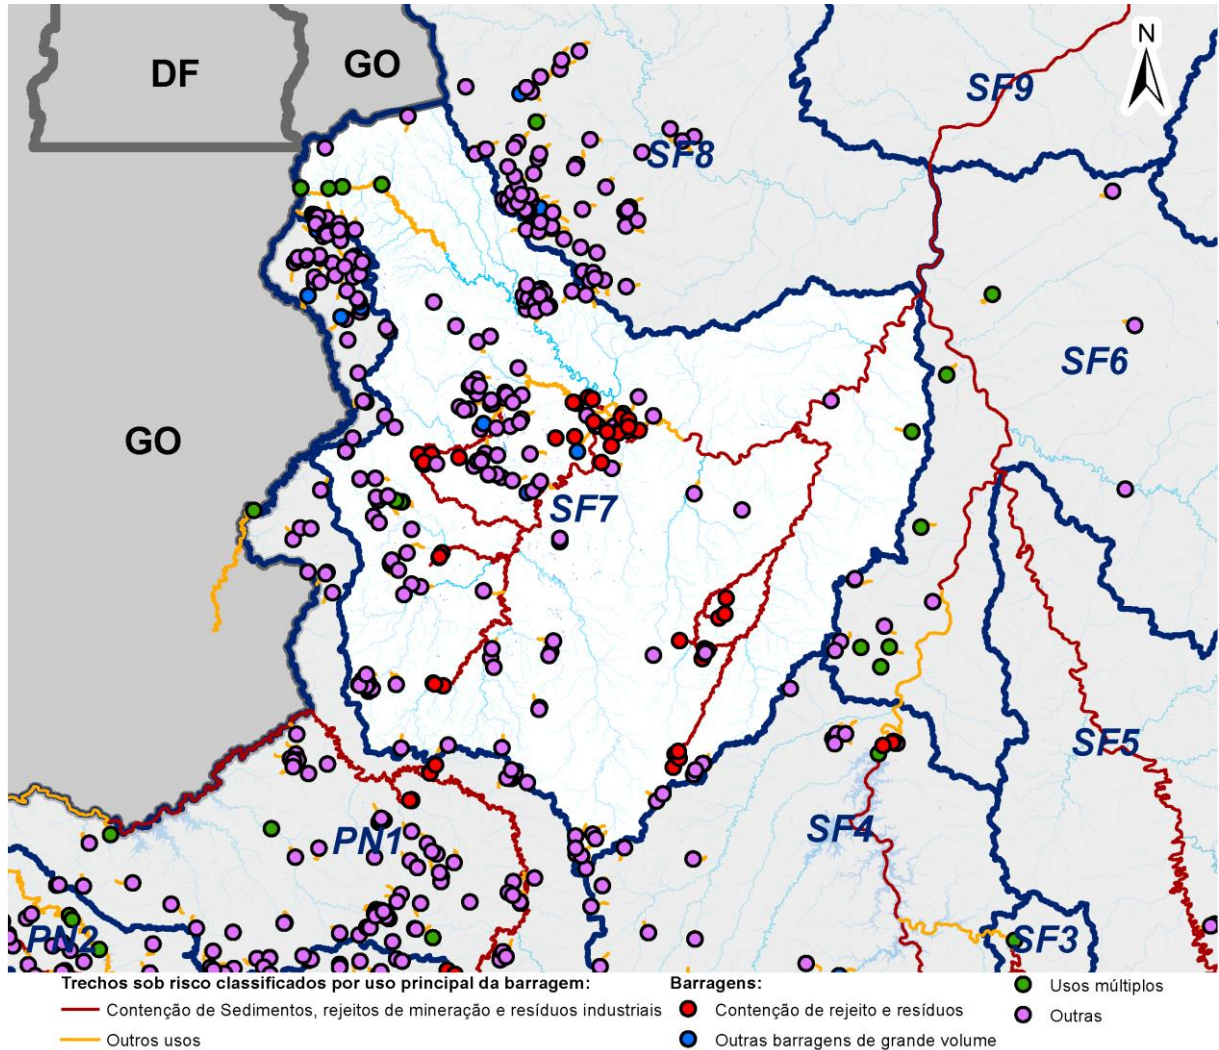 DF
GO
N
SF9
SF8
SF6
GO
SF7
SF5
PN1
SF4
PN2
SF3
Trechos sob risco classificados por uso principal da barragem:
Contenção de Sedimentos, rejeitos de mineração e resíduos industriais
Outros usos
Barragens:
Contenção de rejeito e resíduos
Outras barragens de grande volume
Usos múltiplos
Outras